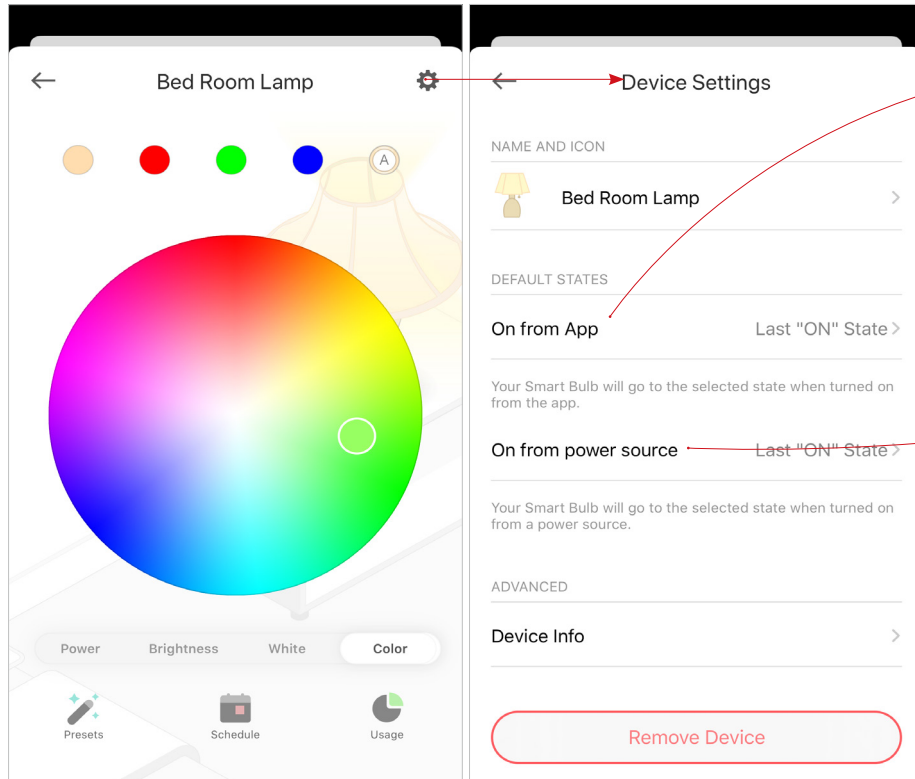 Bed Room Lamp
A
Power Brightness White Color
Presets Schedule Usage
Device Settings
NAME AND ICON
Bed Room Lamp
DEFAULT STATES
On from App Last "ON" State
Your Smart Bulb will go to the selected state when turned on
from the app.
On from power source Last "ON" State
Your Smart Bulb will go to the selected state when turned on
from a power source.
ADVANCED
Device Info
Remove Device